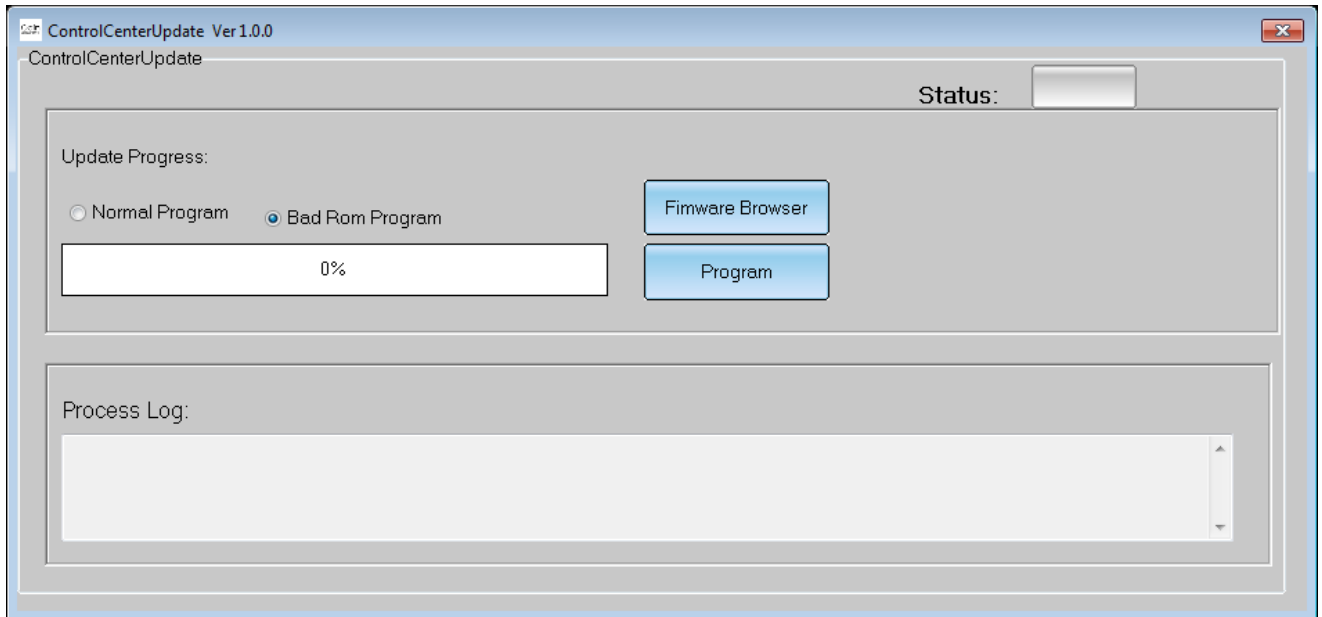 ControlCenterUpdate Ver 1.0.0
ControlCenterUpdate
Status:
Update Progress:
Normal Program
Bad Rom Program
Fimware Browser
0%
Program
Process Log: